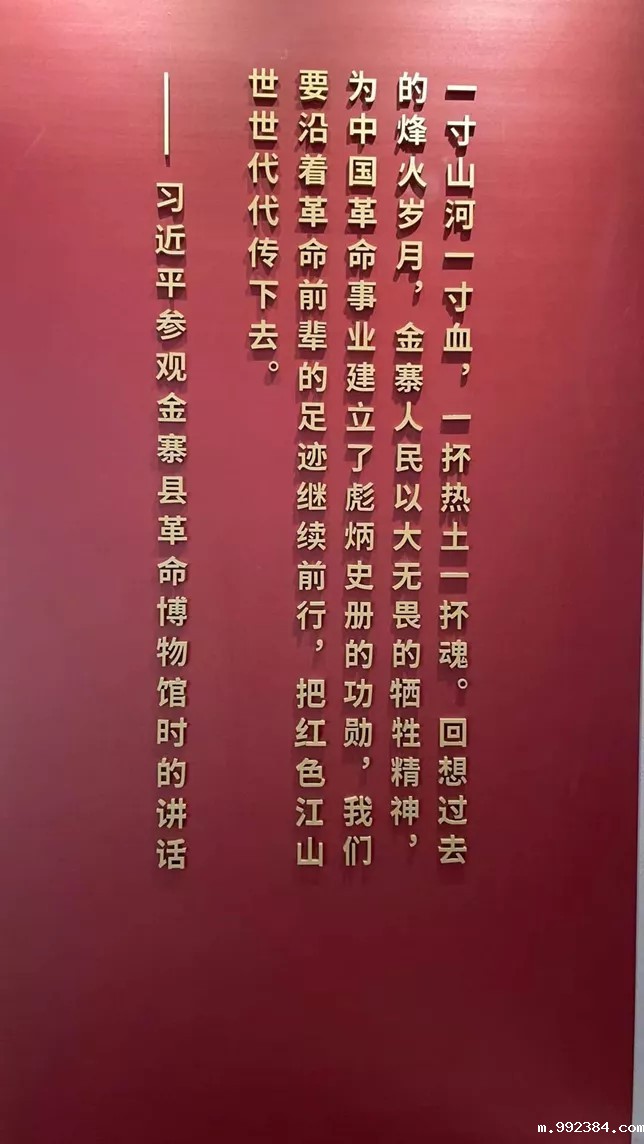 一寸山河一寸血，一抔热土一抔魂。回想过去
的烽火岁月，金寨人民以大无畏的牺牲精神，
为中国革命事业建立了彪炳史册的功勋，我们
要沿着革命前辈的足迹继续前行，把红色江山
世世代代传下去。
——习近平参观金寨县革命博物馆时的讲话
m.992384.com